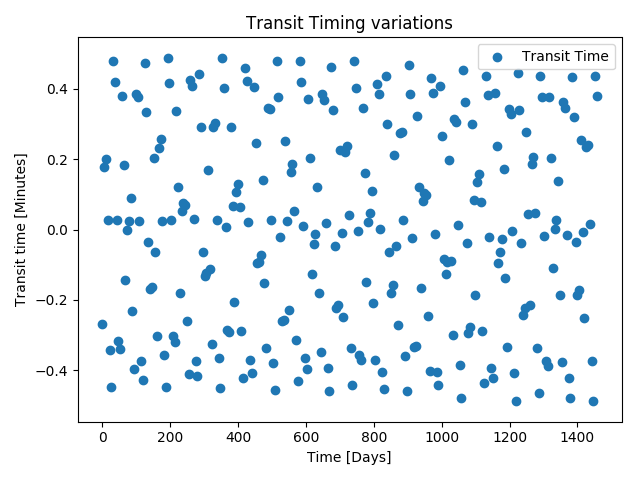 Transit Timing variations
Transit Time
Transit time [Minutes]
0.4
0.2
0.0
−0.2
−0.4
0 200 400 600 800 1000 1200 1400
Time [Days]